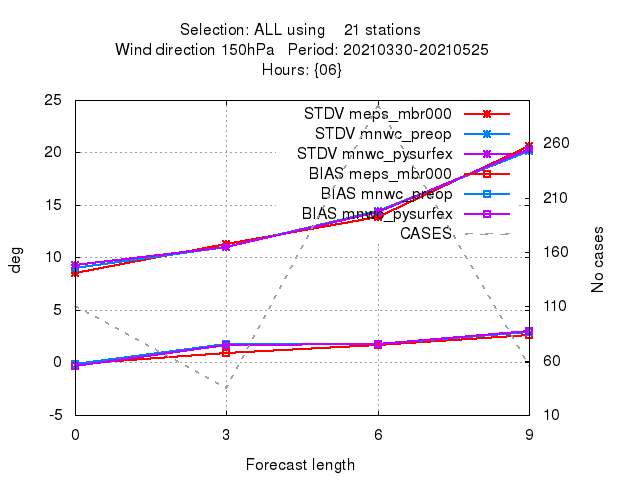 Selection: ALL using 21 stations
Wind direction 150hPa Period: 20210330-20210525
Hours: {06}
STDV meps_mbr000
STDV mnwc_preop
STDV mnwc_pysurfex
BIAS meps_mbr000
BIAS mnwc_preop
BIAS mnwc_pysurfex
CASES
deg
25
20
15
10
5
0
-5
260
210
160
110
60
10
No cases
0 3 6 9
Forecast length